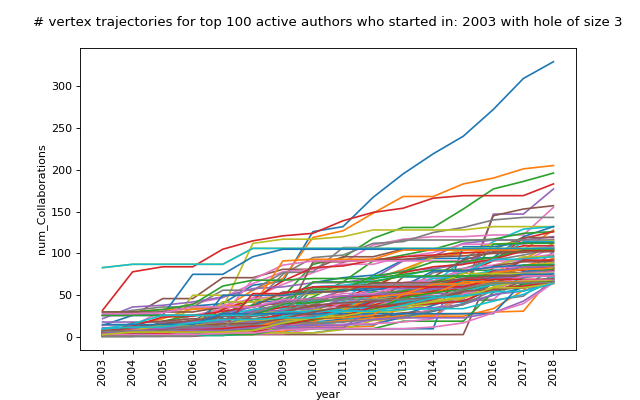 # vertex trajectories for top 100 active authors who started in: 2003 with hole of size 3
num_Collaborations
300
250
200
150
100
50
0
2003 2004 2005 2006 2007 2008 2009 2010 2011 2012 2013 2014 2015 2016 2017 2018
year